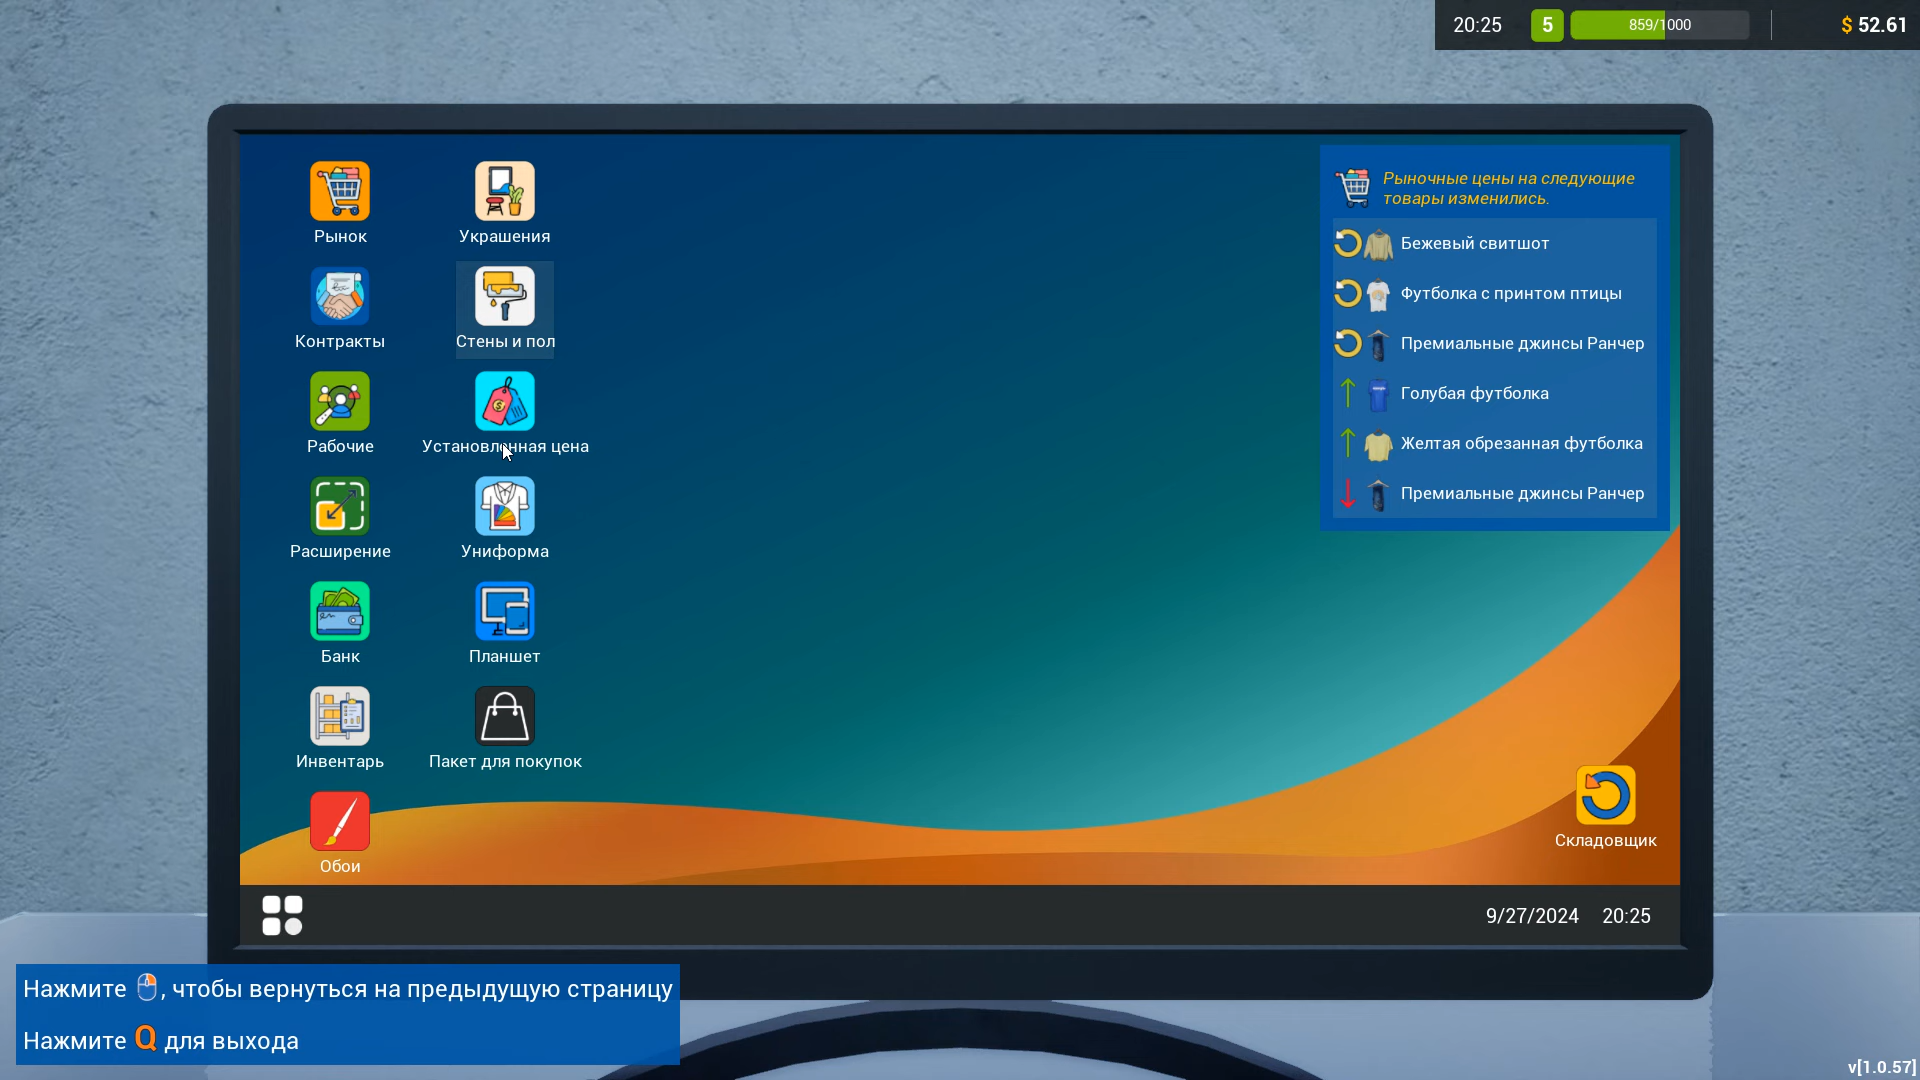 20:25 5 859/1000 $ 52.61
Рынок
Украшения
Контракты
Стены и пол
Рабочие
Установленная цена
Расширение
Униформа
Банк
Планшет
Инвентарь
Пакет для покупок
Обои
Рыночные цены на следующие
товары изменились.
Бежевый свитшот
Футболка с принтом птицы
Премиальные джинсы Ранчер
Голубая футболка
Желтая обрезанная футболка
Премиальные джинсы Ранчер
Складовщик
9/27/2024 20:25
Нажмите , чтобы вернуться на предыдущую страницу
Нажмите Q для выхода
v[1.0.57]